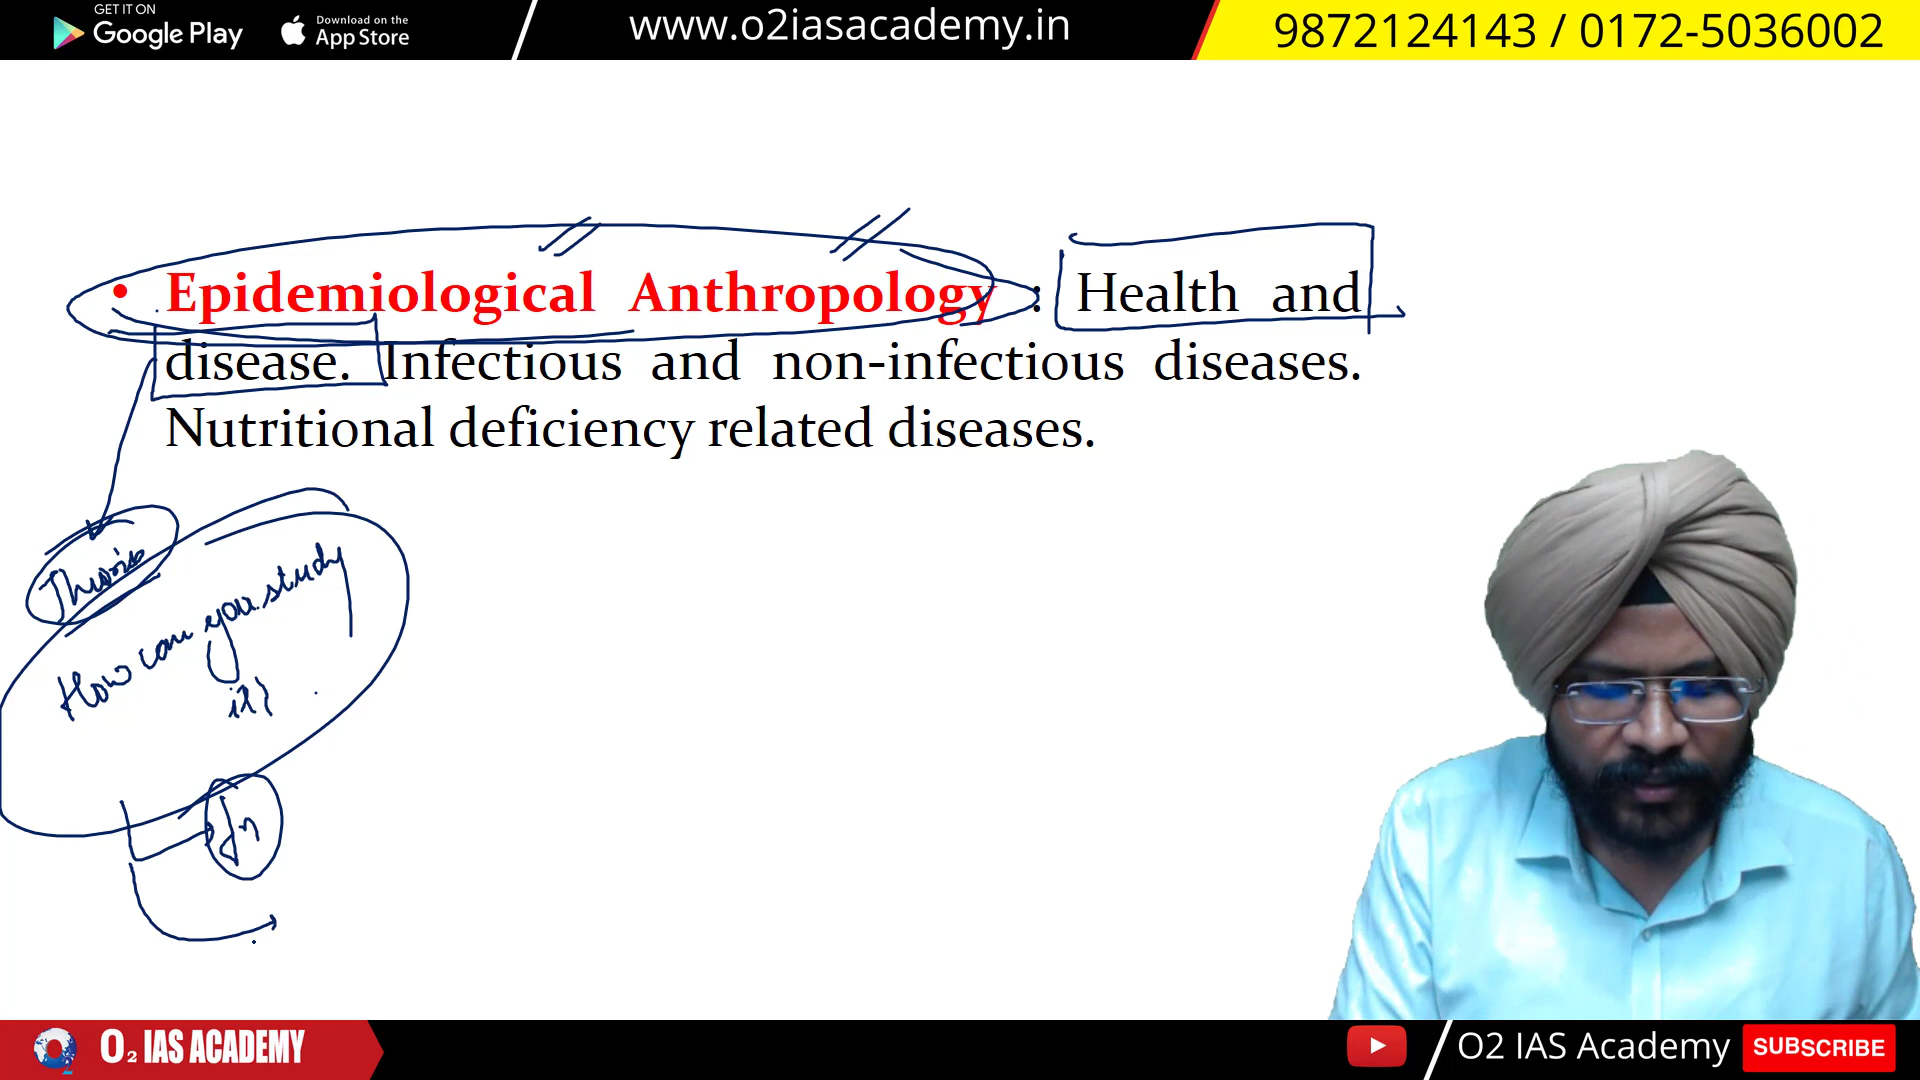 GET IT ON
Google Play
Download on the
App Store
www.o2iasacademy.in
9872124143 / 0172-5036002
• Epidemiological Anthropology : Health and
disease. Infectious and non-infectious diseases.
Nutritional deficiency related diseases.
How can you study
it?
O2 IAS ACADEMY
O2 IAS Academy
SUBSCRIBE